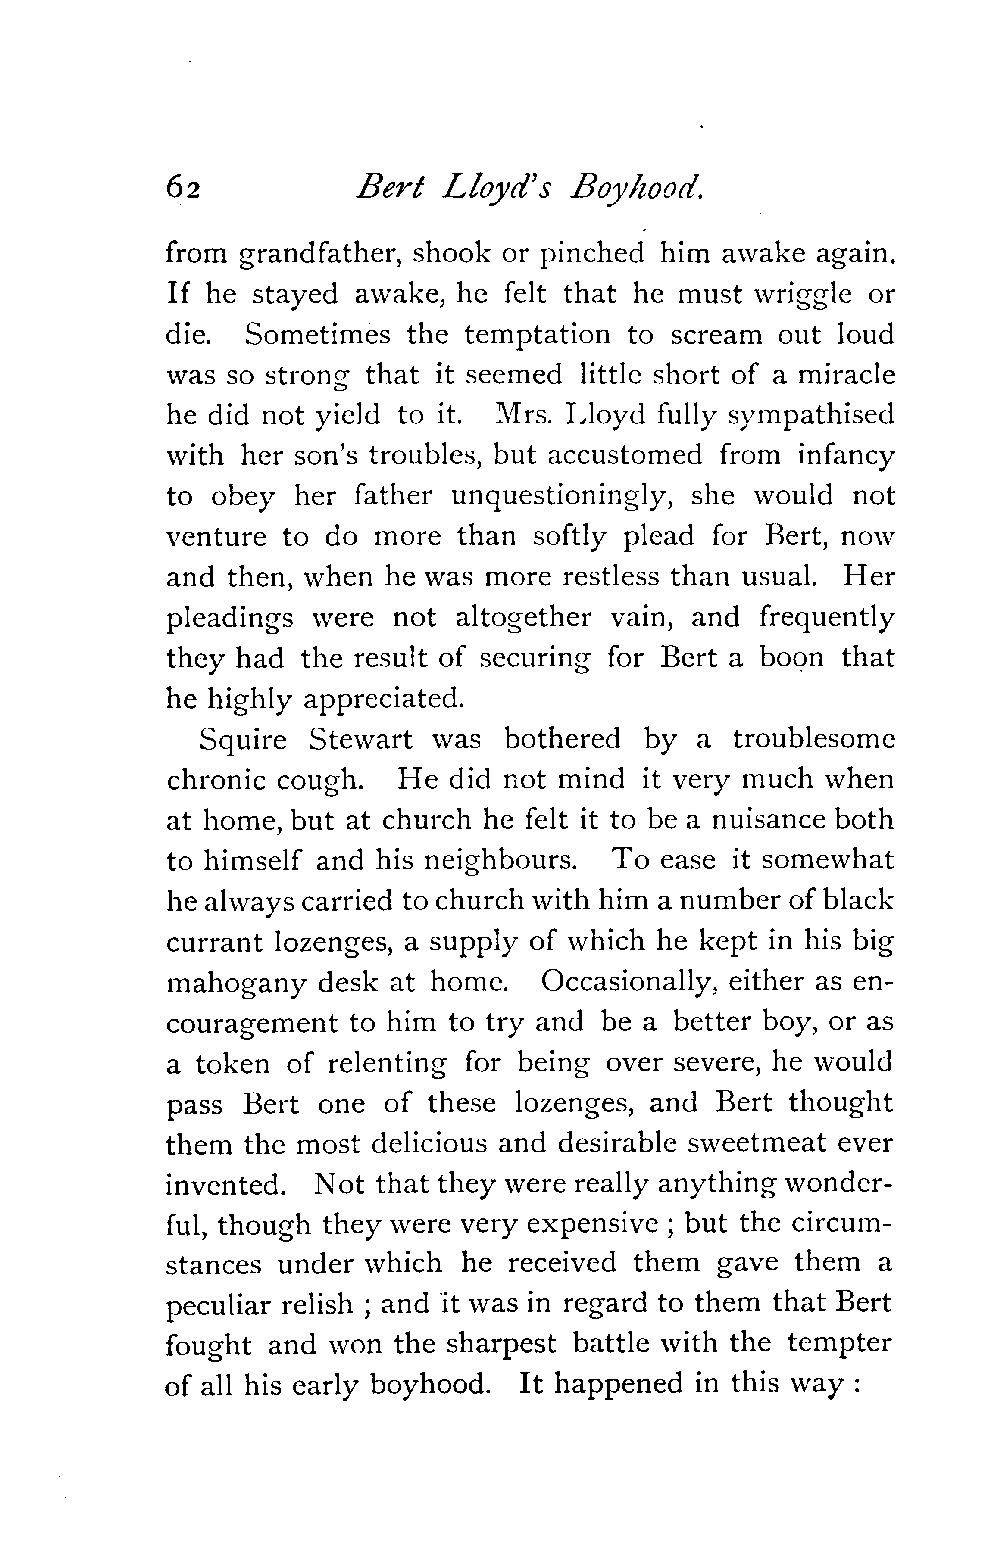 62 Bert Lloyd's Boyhood.
from grandfather, shook or pinched him awake again.
If he stayed awake, he felt that he must wriggle or
die. Sometimes the temptation to scream out loud
was so strong that it seemed little short of a miracle
he did not yield to it. Mrs. Lloyd fully sympathised
with her son's troubles, but accustomed from infancy
to obey her father unquestioningly, she would not
venture to do more than softly plead for Bert, now
and then, when he was more restless than usual. Her
pleadings were not altogether vain, and frequently
they had the result of securing for Bert a boon that
he highly appreciated.
Squire Stewart was bothered by a troublesome
chronic cough. He did not mind it very much when
at home, but at church he felt it to be a nuisance both
to himself and his neighbours. To ease it somewhat
he always carried to church with him a number of black
currant lozenges, a supply of which he kept in his big
mahogany desk at home. Occasionally, either as en-
couragement to him to try and be a better boy, or as
a token of relenting for being over severe, he would
pass Bert one of these lozenges, and Bert thought
them the most delicious and desirable sweetmeat ever
invented. Not that they were really anything wonder-
ful, though they were very expensive ; but the circum-
stances under which he received them gave them a
peculiar relish ; and it was in regard to them that Bert
fought and won the sharpest battle with the tempter
of all his early boyhood. It happened in this way :